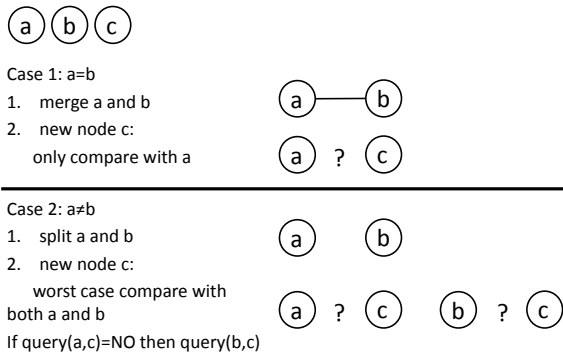 a b c
Case 1: a=b
1. merge a and b
a b
2. new node c:
only compare with a
a ? c
Case 2: a≠b
1. split a and b
a b
2. new node c:
worst case compare with
both a and b
a ? c b ? c
If query(a,c)=NO then query(b,c)